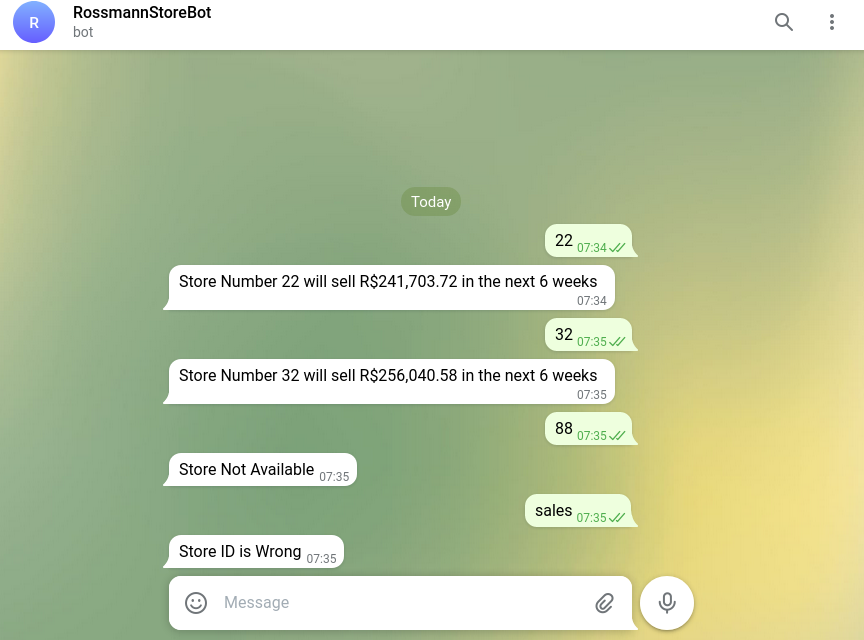 R
RossmannStoreBot
bot
Today
22 07:34
Store Number 22 will sell R$241,703.72 in the next 6 weeks
07:34
32 07:35
Store Number 32 will sell R$256,040.58 in the next 6 weeks
07:35
88 07:35
Store Not Available 07:35
sales 07:35
Store ID is Wrong 07:35
Message